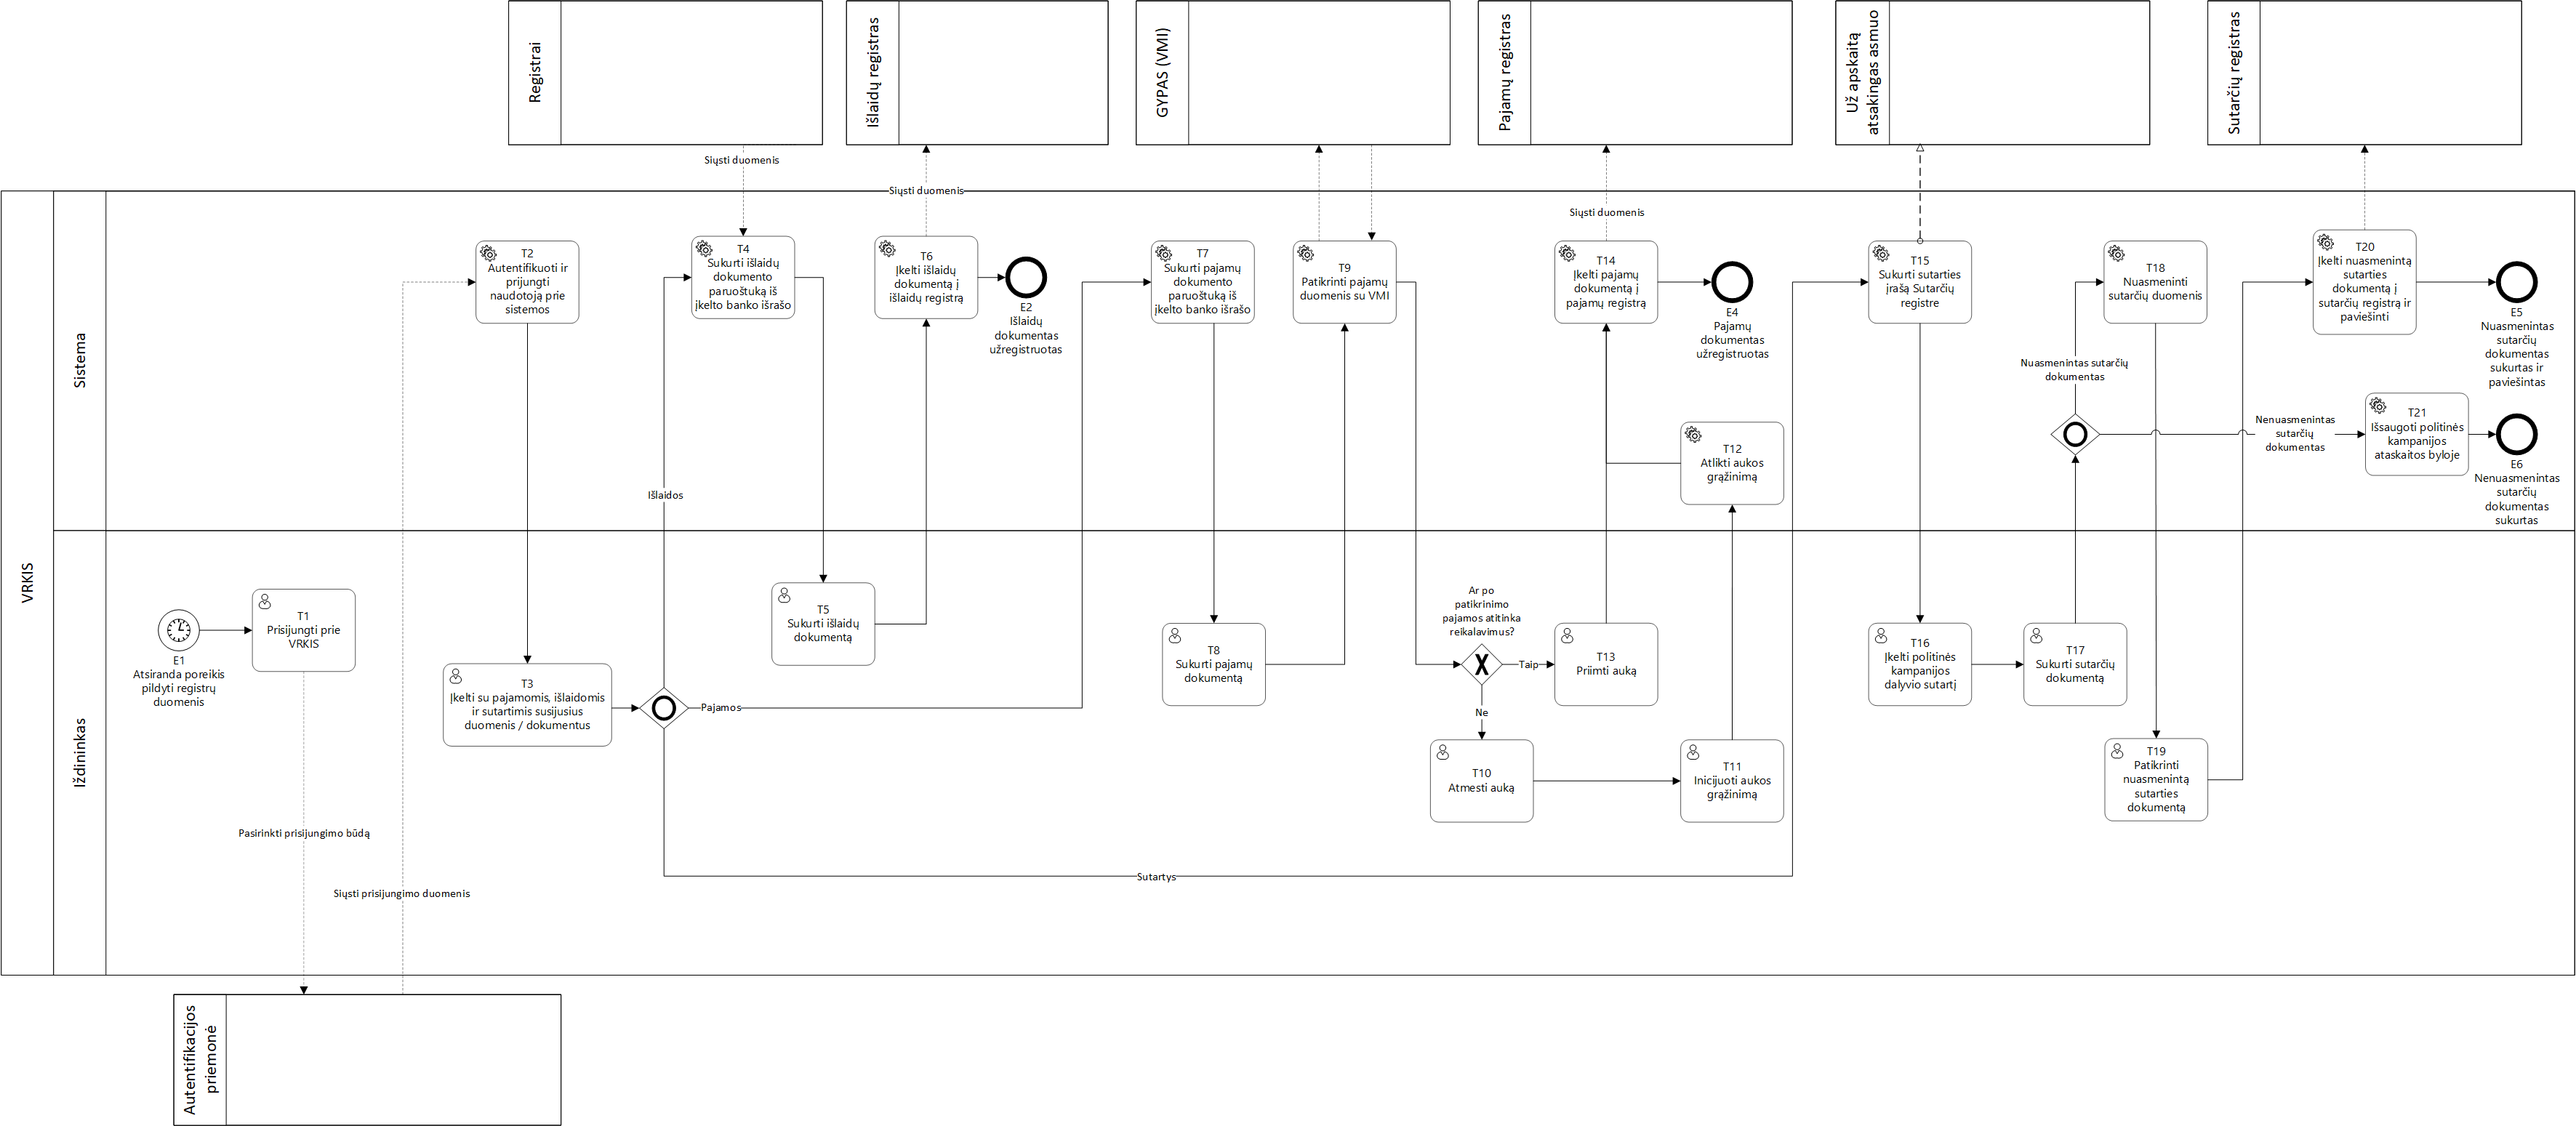 Registrai
Išlaidų registras
GYPAS (VMI)
Pajamų registras
Už apskaitą
atsakingas asmuo
Sutarčių registras
Siųsti duomenis
Siųsti duomenis
Siųsti duomenis
VRKIS
Sistema
T2
Autentifikuoti ir
prijungti
naudotoją prie
sistemos
T4
Sukurti išlaidų
dokumento
paruoštuką iš
įkelto banko išrašo
T6
Įkelti išlaidų
dokumentą į
išlaidų registrą
E2
Išlaidų
dokumentas
užregistruotas
T7
Sukurti pajamų
dokumento
paruoštuką iš
įkelto banko išrašo
T9
Patikrinti pajamų
duomenis su VMI
T14
Įkelti pajamų
dokumentą į
pajamų registrą
E4
Pajamų
dokumentas
užregistruotas
T12
Atlikti aukos
grąžinimą
T15
Sukurti sutarties
įrašą Sutarčių
registre
Nuasmenintas sutarčių
dokumentas
T18
Nuasmeninti
sutarčių duomenis
T20
Įkelti nuasmenintą
sutarties
dokumentą į
sutarčių registrą ir
paviešinti
E5
Nuasmenintas
sutarčių
dokumentas
sukurtas ir
paviešintas
Nenuasmenintas
sutarčių
dokumentas
T21
Išsaugoti politinės
kampanijos
ataskaitos byloje
E6
Nenuasmenintas
sutarčių
dokumentas
sukurtas
Išlaidos
Iždininkas
E1
Atsiranda poreikis
pildyti registrų
duomenis
T1
Prisijungti prie
VRKIS
T3
Įkelti su pajamomis, išlaidomis
ir sutartimis susijusius
duomenis / dokumentus
Pajamos
T5
Sukurti išlaidų
dokumentą
T8
Sukurti pajamų
dokumentą
Ar po
patikrinimo
pajamos atitinka
reikalavimus?
Taip
Ne
T13
Priimti auką
T10
Atmesti auką
T11
Inicijuoti aukos
grąžinimą
T16
Įkelti politinės
kampanijos
dalyvio sutartį
T17
Sukurti sutarčių
dokumentą
T19
Patikrinti
nuasmenintą
sutarties
dokumentą
Pasirinkti prisijungimo būdą
Siųsti prisijungimo duomenis
Sutartys
Autentifikacijos
priemonė